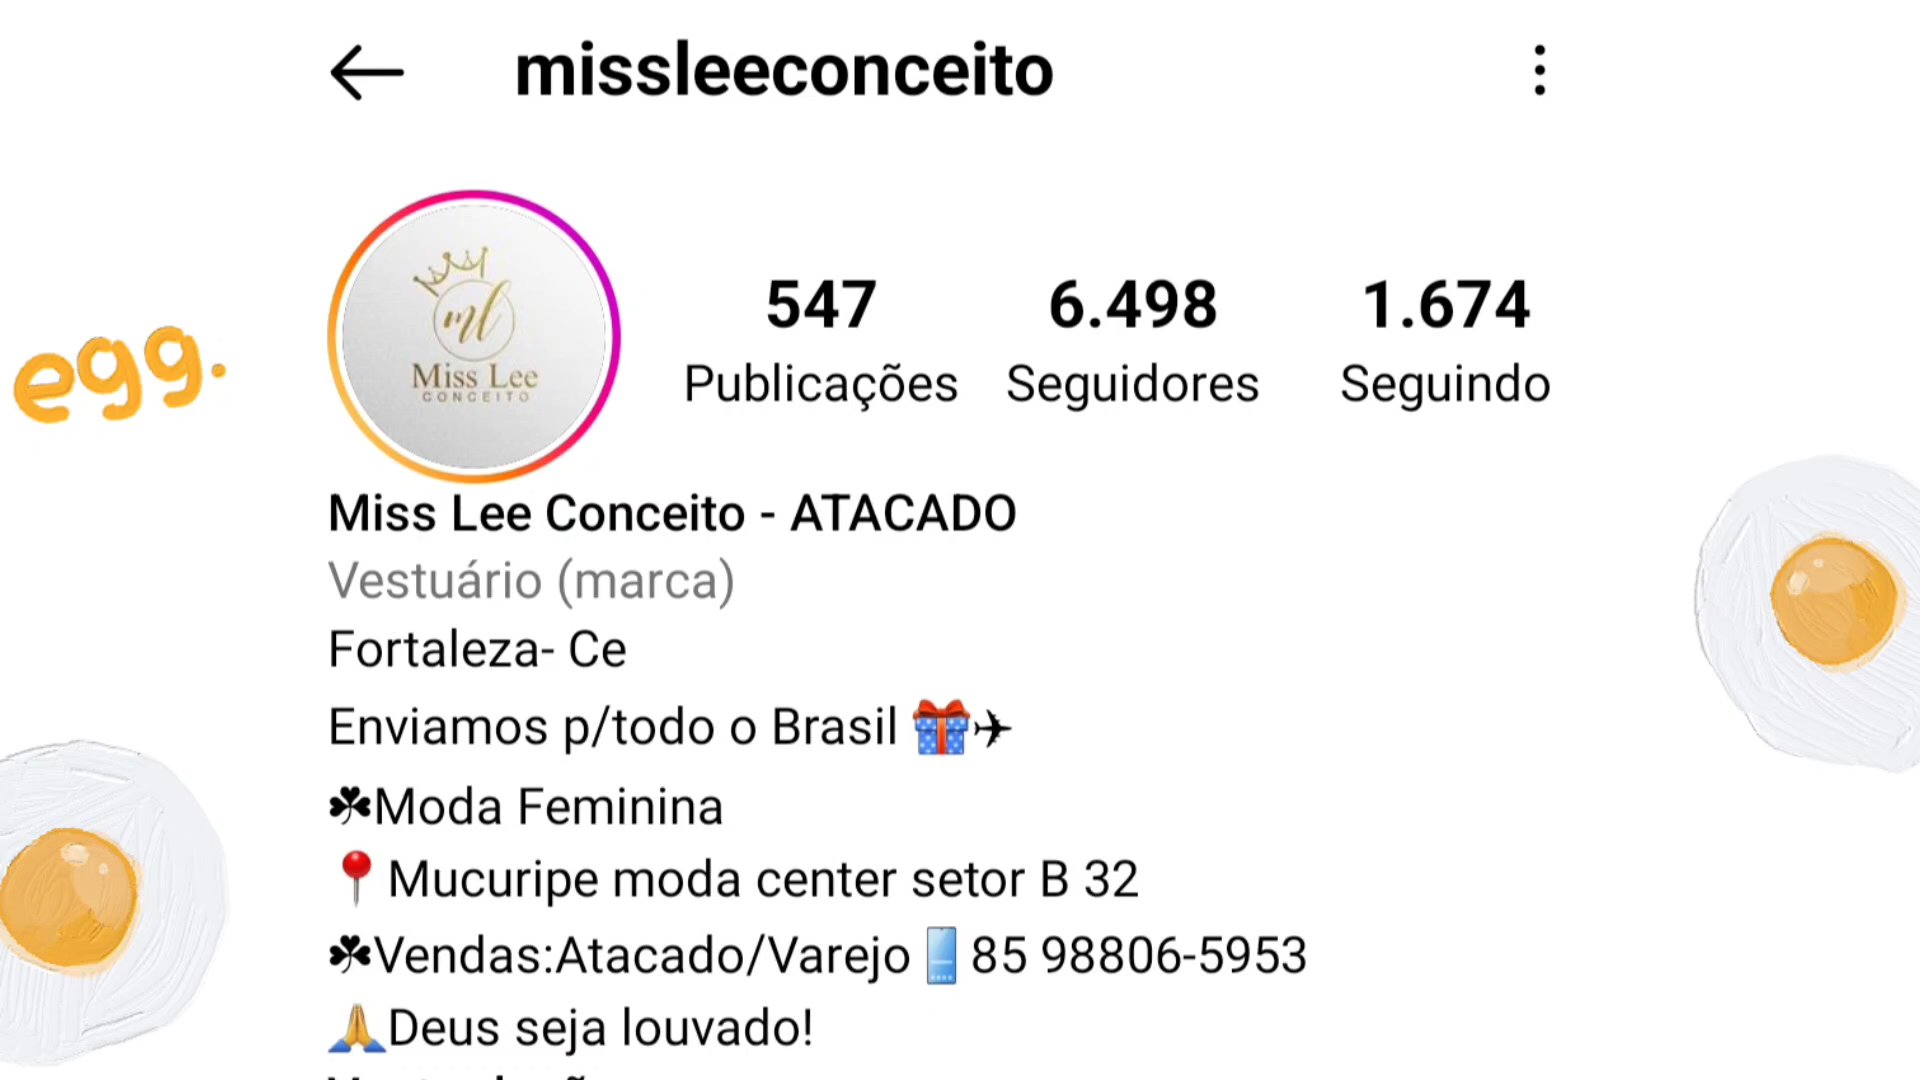 missleeconceito
egg.
ml
Miss Lee
CONCEITO
547 6.498 1.674
Publicações Seguidores Seguindo
Miss Lee Conceito - ATACADO
Vestuário (marca)
Fortaleza- Ce
Enviamos p/todo o Brasil 🎁✈
☘Moda Feminina
📍Mucuripe moda center setor B 32
☘Vendas:Atacado/Varejo📱85 98806-5953
🙏Deus seja louvado!